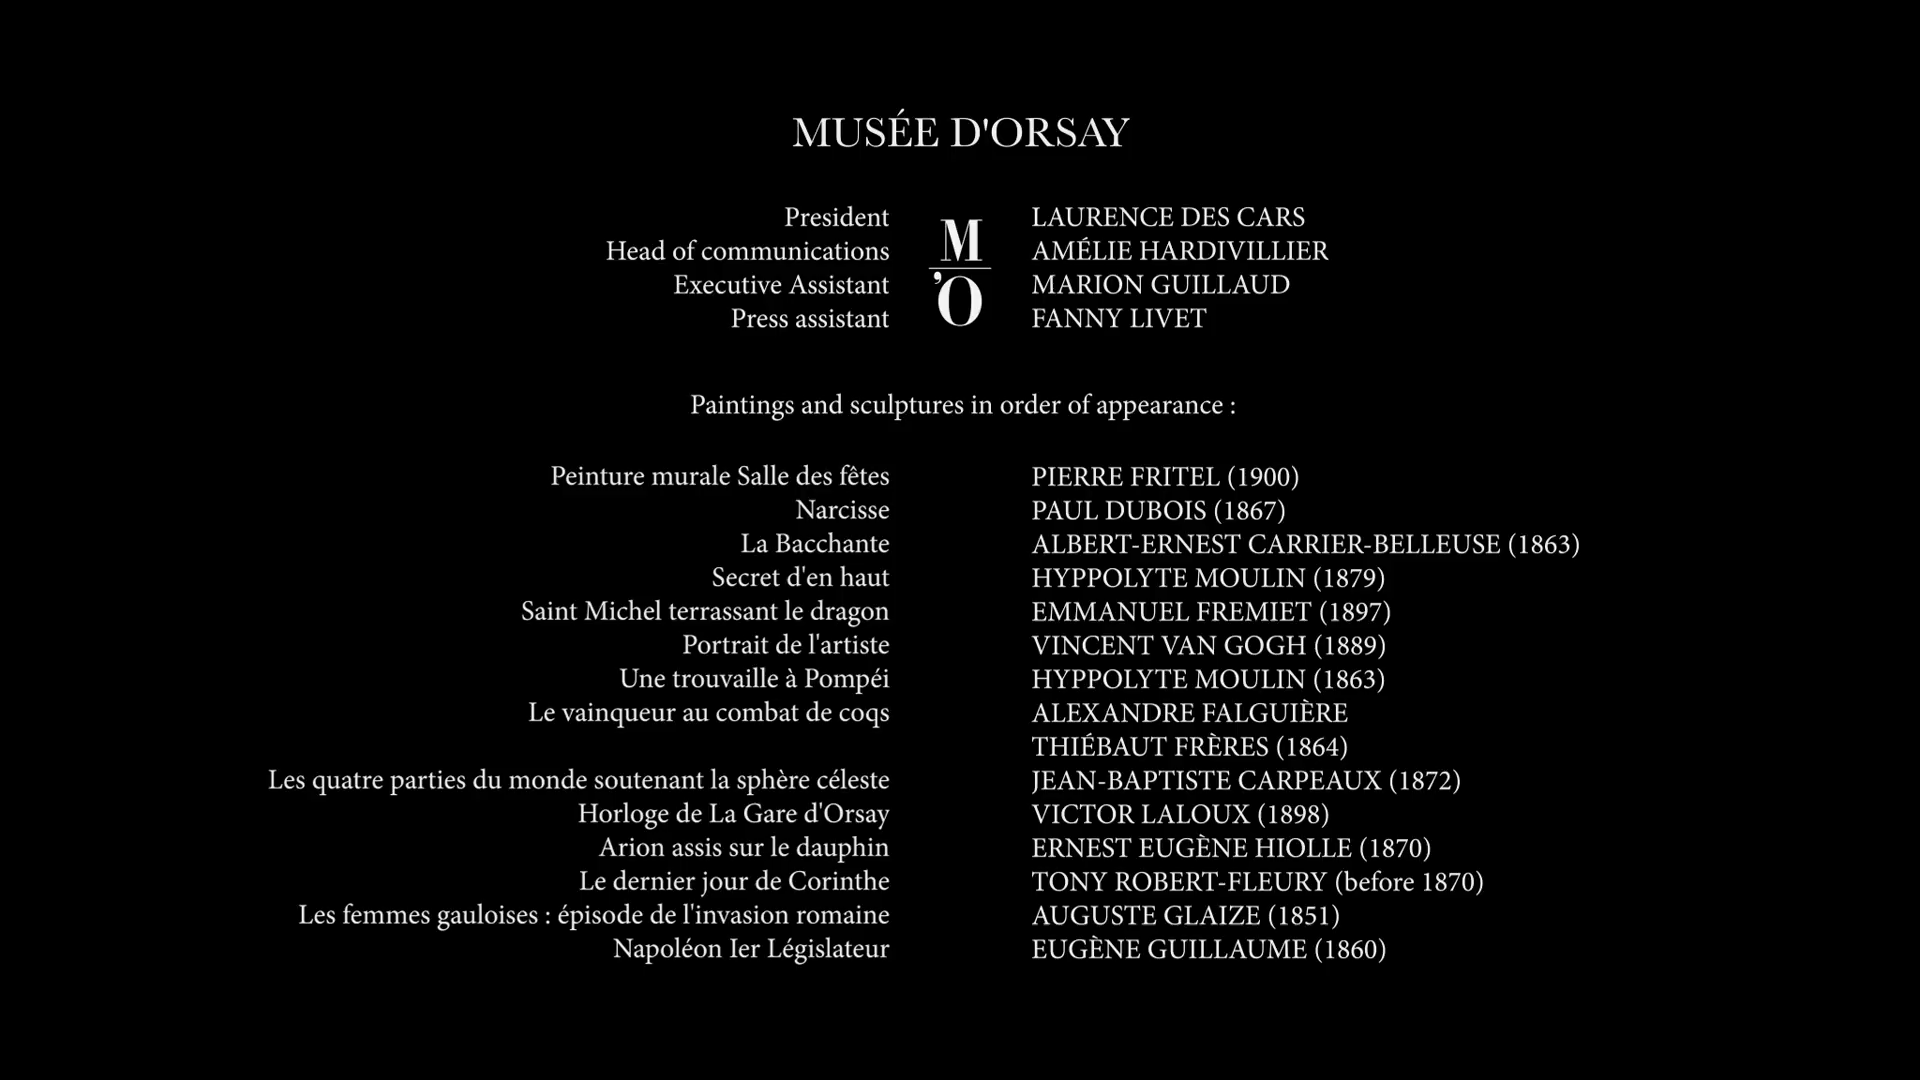 MUSÉE D'ORSAY
President LAURENCE DES CARS
Head of communications AMÉLIE HARDIVILLIER
Executive Assistant MARION GUILLAUD
Press assistant FANNY LIVET
M
'O
Paintings and sculptures in order of appearance :
Peinture murale Salle des fêtes PIERRE FRITEL (1900)
Narcisse PAUL DUBOIS (1867)
La Bacchante ALBERT-ERNEST CARRIER-BELLEUSE (1863)
Secret d'en haut HYPPOLYTE MOULIN (1879)
Saint Michel terrassant le dragon EMMANUEL FREMIET (1897)
Portrait de l'artiste VINCENT VAN GOGH (1889)
Une trouvaille à Pompéi HYPPOLYTE MOULIN (1863)
Le vainqueur au combat de coqs ALEXANDRE FALGUIÈRE
THIÉBAUT FRÈRES (1864)
Les quatre parties du monde soutenant la sphère céleste JEAN-BAPTISTE CARPEAUX (1872)
Horloge de La Gare d'Orsay VICTOR LALOUX (1898)
Arion assis sur le dauphin ERNEST EUGÈNE HIOLLE (1870)
Le dernier jour de Corinthe TONY ROBERT-FLEURY (before 1870)
Les femmes gauloises : épisode de l'invasion romaine AUGUSTE GLAIZE (1851)
Napoléon Ier Législateur EUGÈNE GUILLAUME (1860)